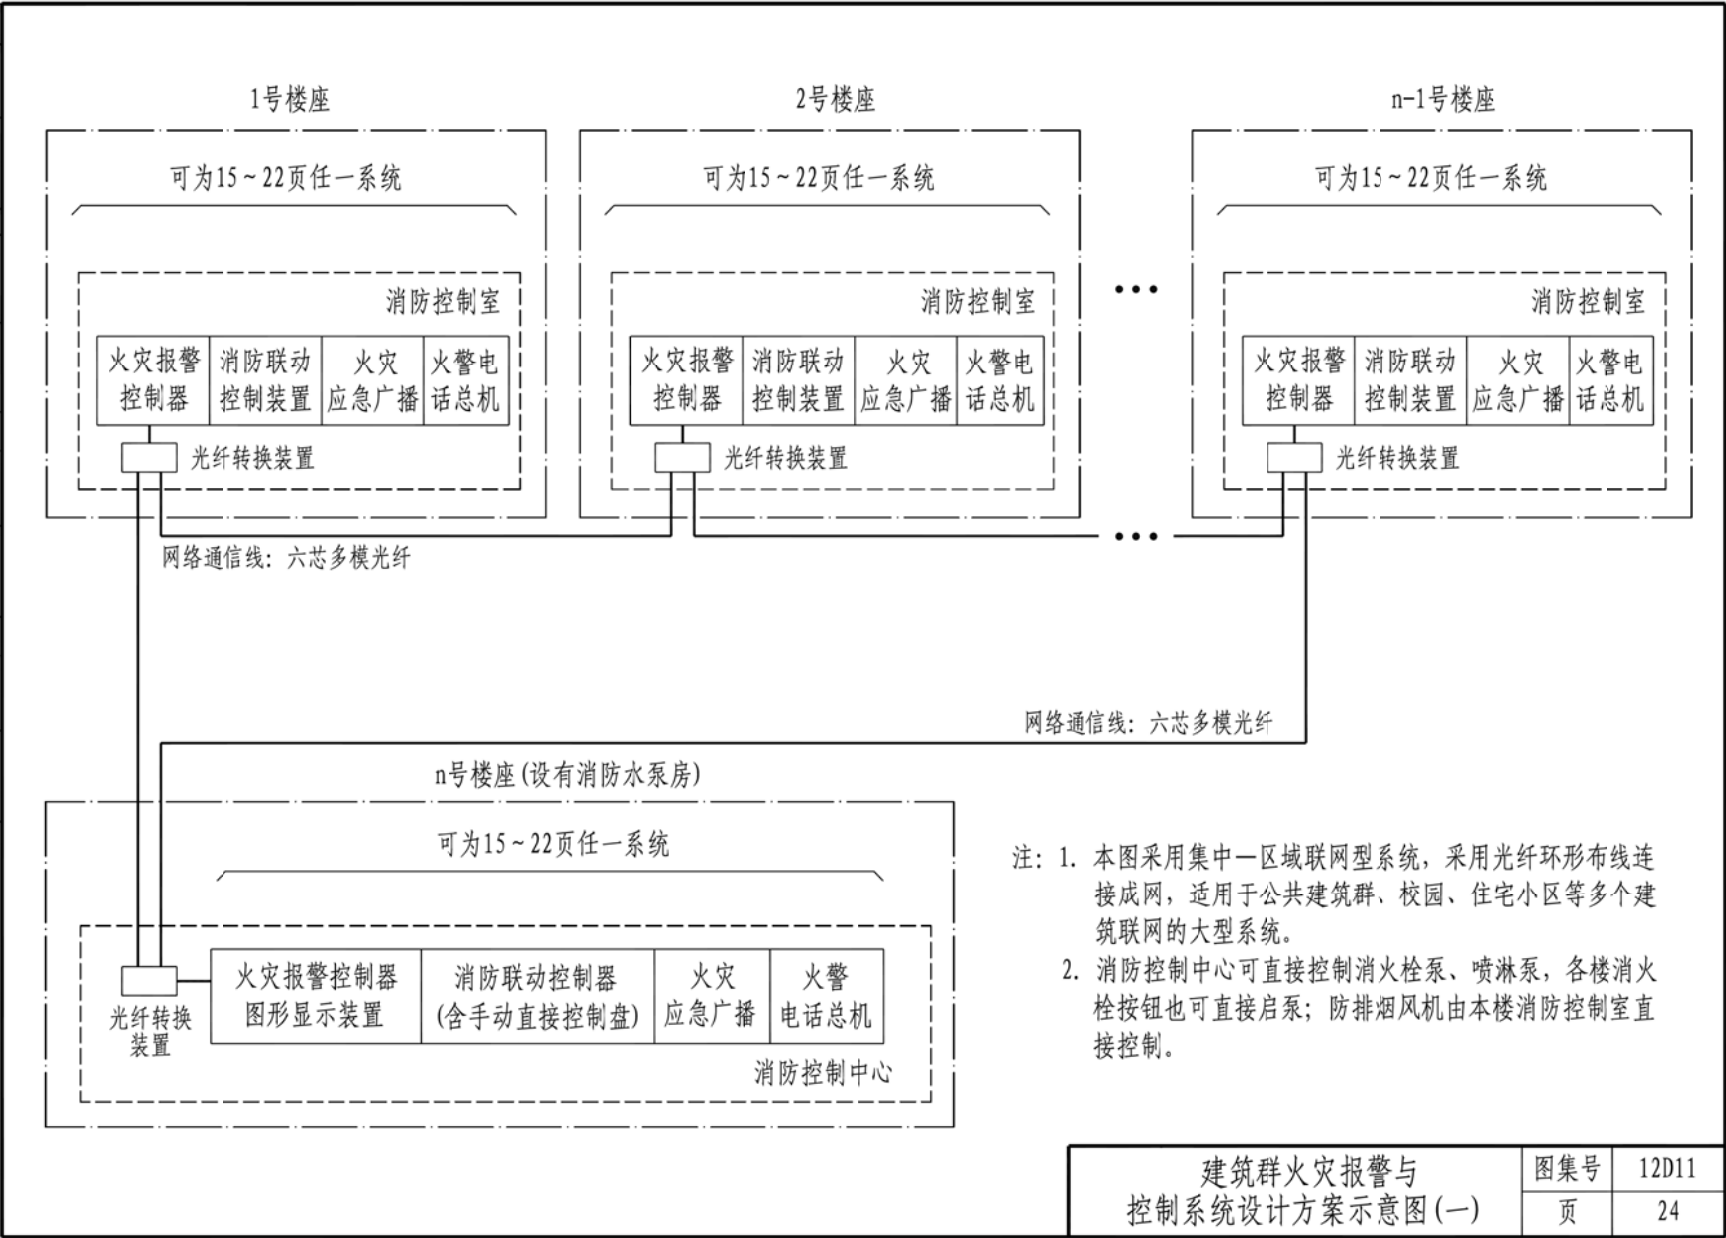 1号楼座
2号楼座
n-1号楼座
可为15~22页任一系统
可为15~22页任一系统
可为15~22页任一系统
消防控制室
消防控制室
消防控制室
火灾报警
控制器
消防联动
控制装置
火灾
应急广播
火警电
话总机
火灾报警
控制器
消防联动
控制装置
火灾
应急广播
火警电
话总机
火灾报警
控制器
消防联动
控制装置
火灾
应急广播
火警电
话总机
光纤转换装置
光纤转换装置
光纤转换装置
网络通信线：六芯多模光纤
网络通信线：六芯多模光纤
n号楼座(设有消防水泵房)
可为15~22页任一系统
火灾报警控制器
图形显示装置
消防联动控制器
(含手动直接控制盘)
火灾
应急广播
火警
电话总机
光纤转换
装置
消防控制中心
注：1. 本图采用集中—区域联网型系统，采用光纤环形布线连
接成网，适用于公共建筑群、校园、住宅小区等多个建
筑联网的大型系统。
2. 消防控制中心可直接控制消火栓泵、喷淋泵，各楼消火
栓按钮也可直接启泵；防排烟风机由本楼消防控制室直
接控制。
建筑群火灾报警与
控制系统设计方案示意图(一)
图集号
12D11
页
24